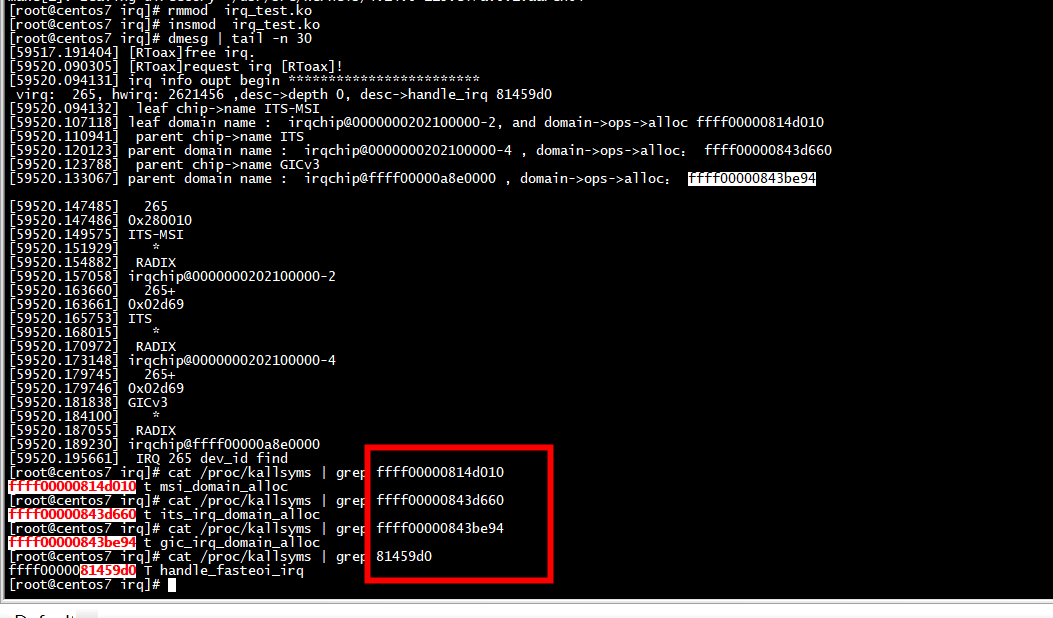 [root@centos7 irq]# rmmod  irq_test.ko
[root@centos7 irq]# insmod  irq_test.ko
[root@centos7 irq]# dmesg | tail -n 30
[59517.191404] [RToax]free irq.
[59520.090305] [RToax]request irq [RToax]!
[59520.094131] irq info oupt begin ************************
 virq:  265, hwirq: 2621456 ,desc->depth 0, desc->handle_irq 81459d0
[59520.094132]  leaf chip->name ITS-MSI
[59520.107118] leaf domain name :  irqchip@0000000202100000-2, and domain->ops->alloc ffff00000814d010
[59520.110941]  parent chip->name ITS
[59520.120123] parent domain name :  irqchip@0000000202100000-4 , domain->ops->alloc： ffff00000843d660
[59520.123788]  parent chip->name GICv3
[59520.133067] parent domain name :  irqchip@ffff00000a8e0000 , domain->ops->alloc： ffff00000843be94
[59520.147485]   265
[59520.147486] 0x280010
[59520.149575] ITS-MSI
[59520.151929]    *
[59520.154882]  RADIX
[59520.157058] irqchip@0000000202100000-2
[59520.163660]   265+
[59520.163661] 0x02d69
[59520.165753] ITS
[59520.168015]    *
[59520.170972]  RADIX
[59520.173148] irqchip@0000000202100000-4
[59520.179745]   265+
[59520.179746] 0x02d69
[59520.181838] GICv3
[59520.184100]    *
[59520.187055]  RADIX
[59520.189230] irqchip@ffff00000a8e0000
[59520.195661]  IRQ 265 dev_id find
[root@centos7 irq]# cat /proc/kallsyms | grep ffff00000814d010
ffff00000814d010 t msi_domain_alloc
[root@centos7 irq]# cat /proc/kallsyms | grep ffff00000843d660
ffff00000843d660 t its_irq_domain_alloc
[root@centos7 irq]# cat /proc/kallsyms | grep ffff00000843be94
ffff00000843be94 t gic_irq_domain_alloc
[root@centos7 irq]# cat /proc/kallsyms | grep 81459d0
ffff0000081459d0 T handle_fasteoi_irq
[root@centos7 irq]#